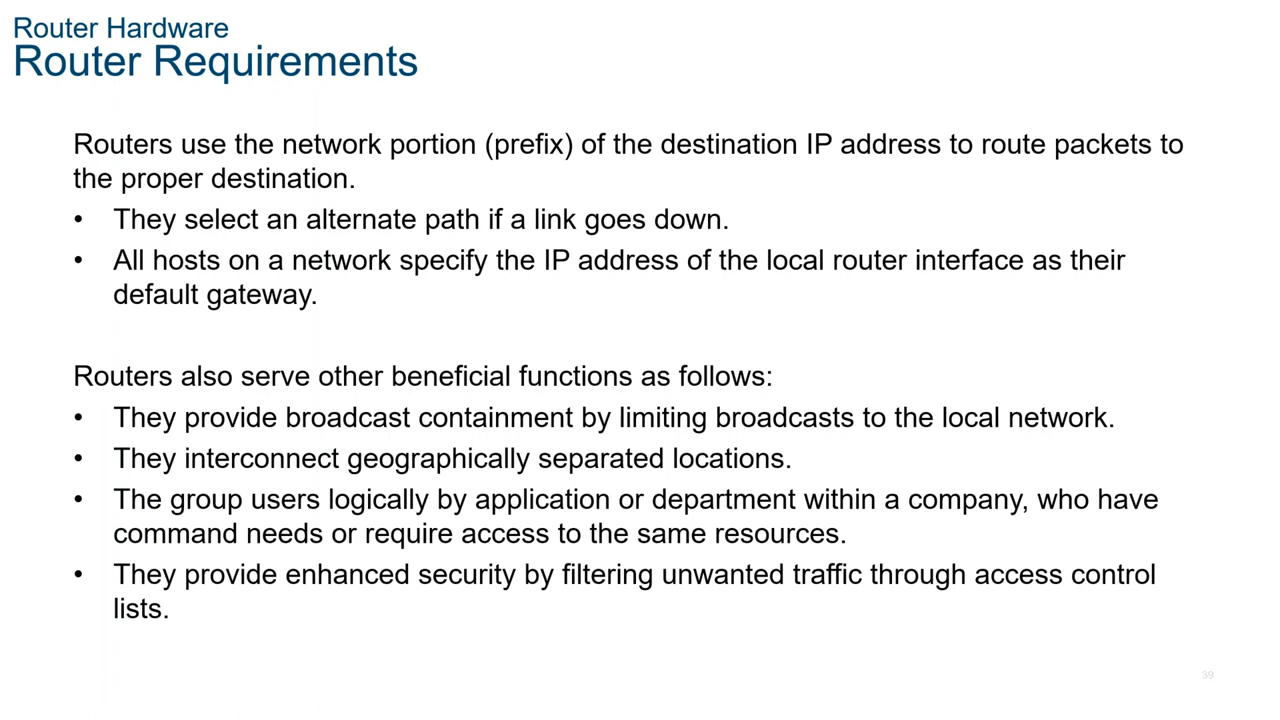 Router Hardware
Router Requirements
Routers use the network portion (prefix) of the destination IP address to route packets to
the proper destination.
• They select an alternate path if a link goes down.
• All hosts on a network specify the IP address of the local router interface as their
default gateway.
Routers also serve other beneficial functions as follows:
• They provide broadcast containment by limiting broadcasts to the local network.
• They interconnect geographically separated locations.
• The group users logically by application or department within a company, who have
command needs or require access to the same resources.
• They provide enhanced security by filtering unwanted traffic through access control
lists.
39